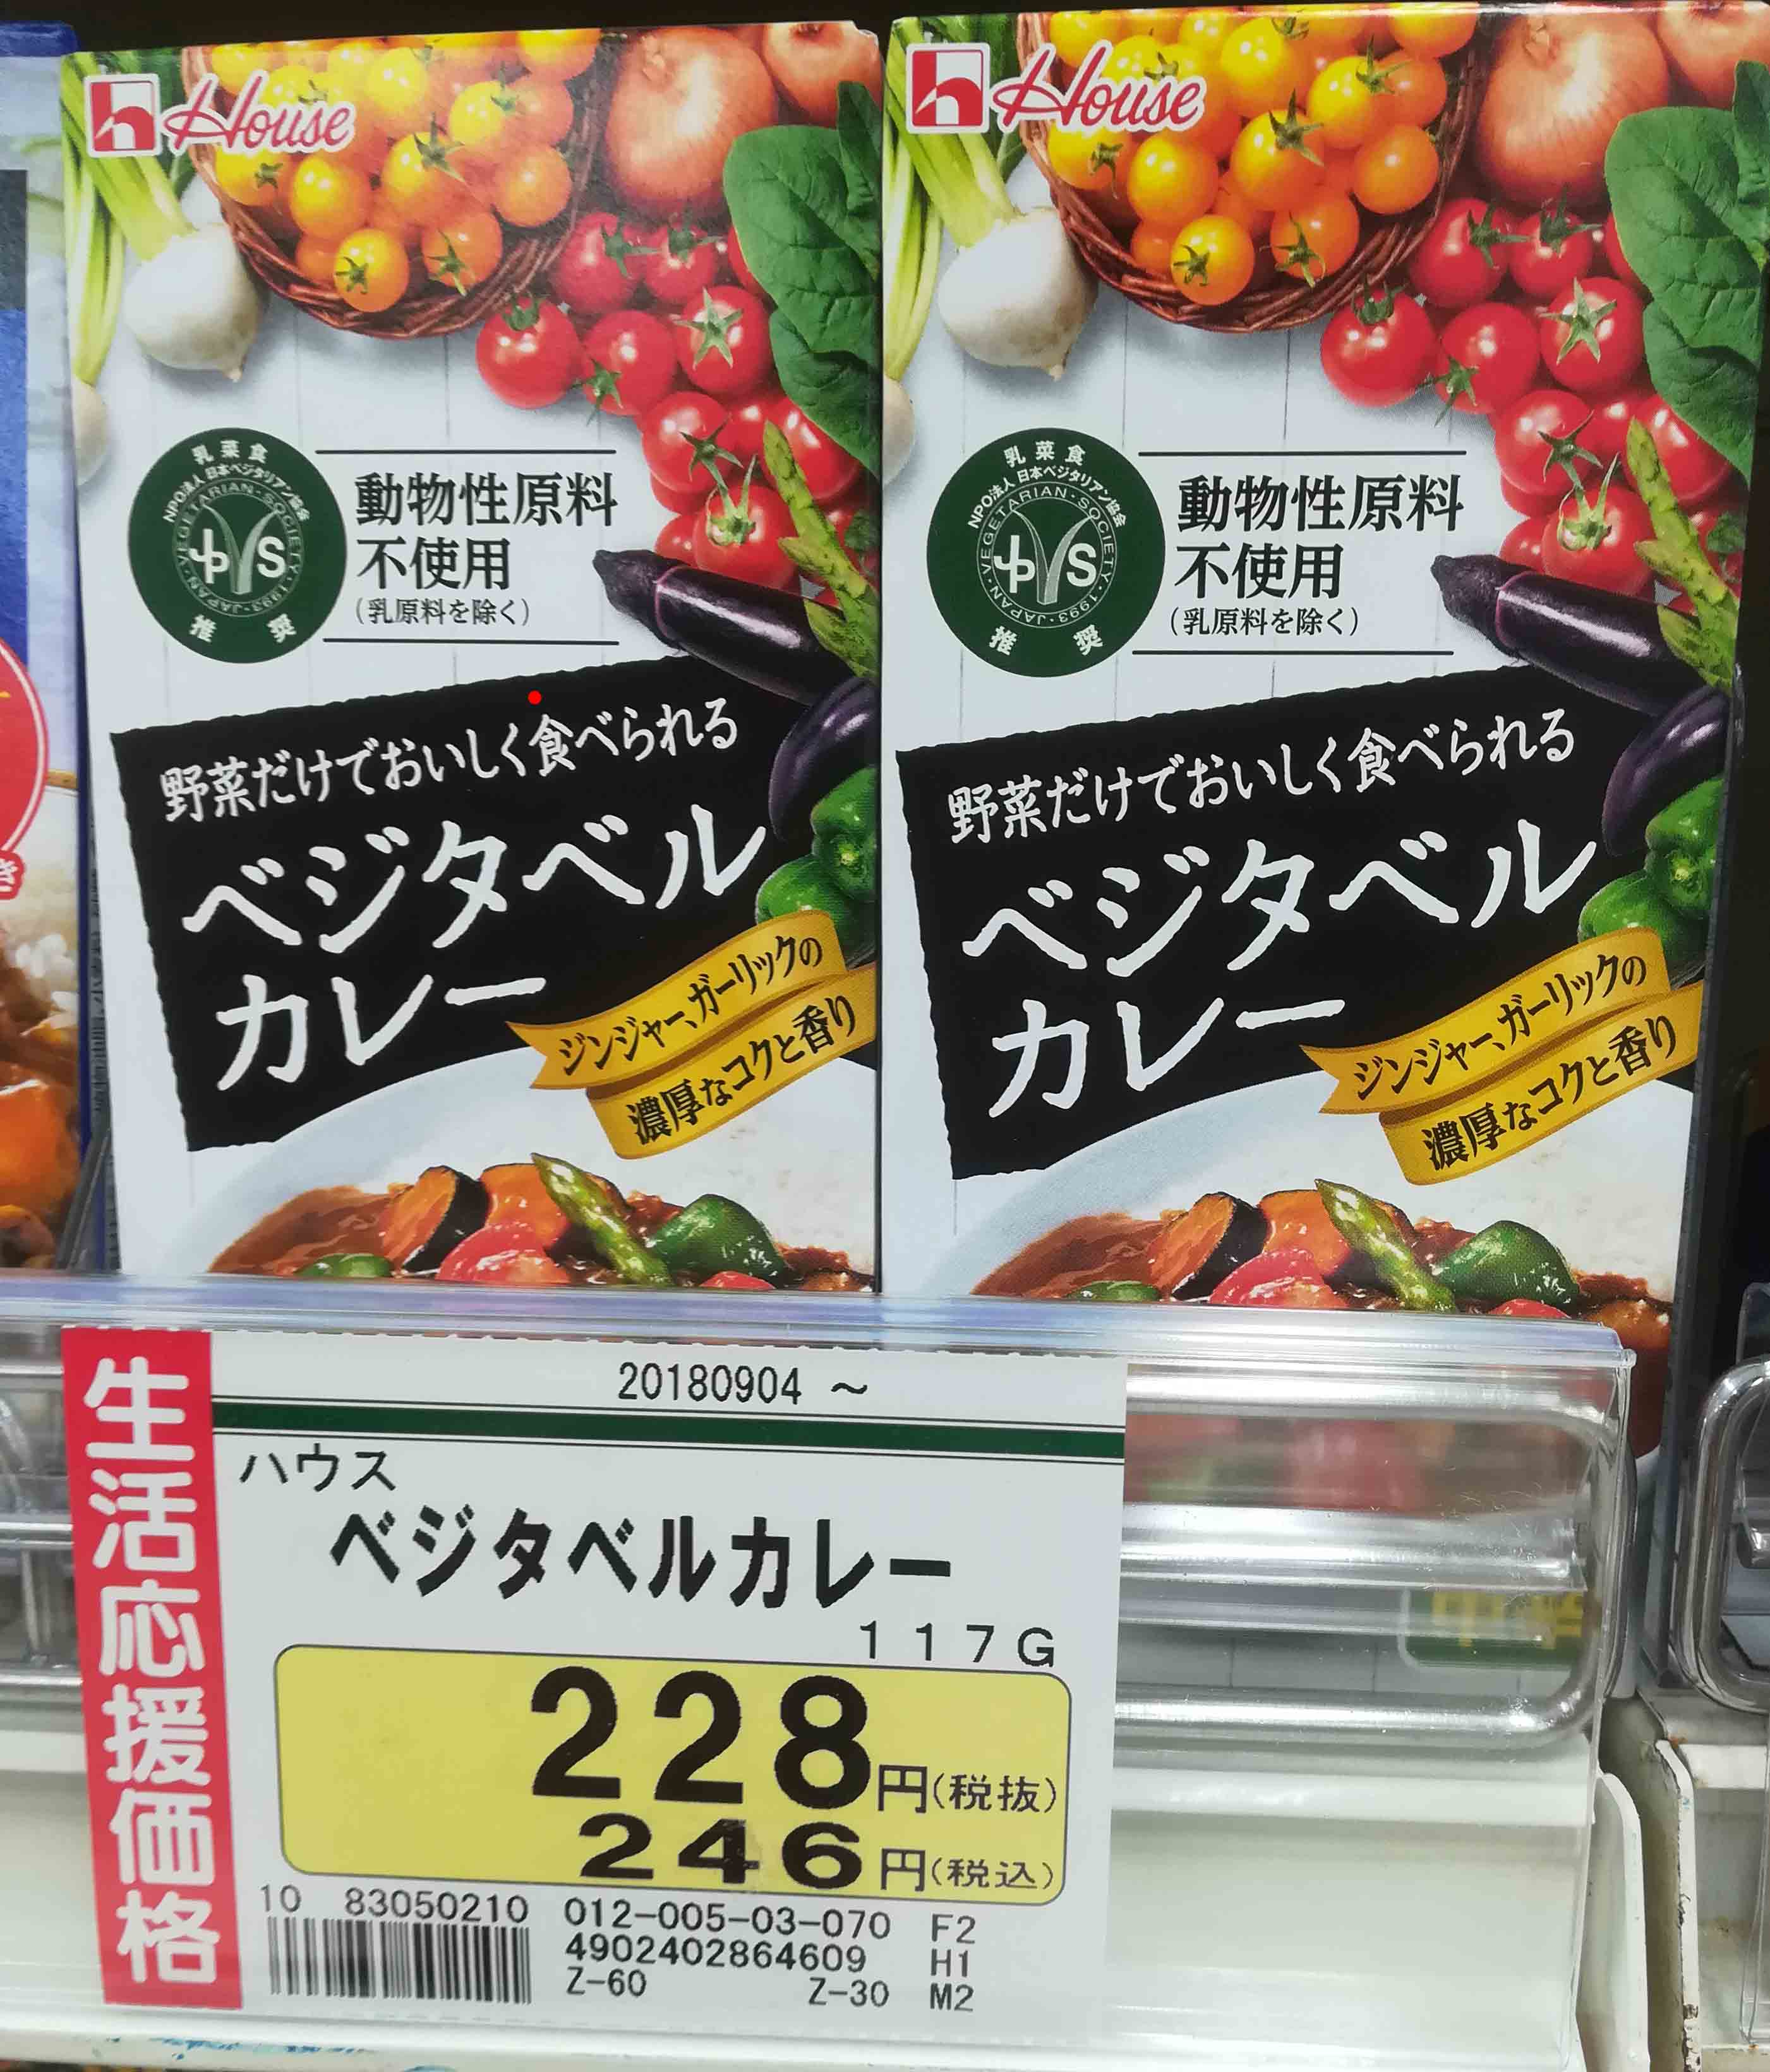 House
乳菜食
NPO法人 日本ベジタリアン協会
VEGETARIAN・SOCIETY・1993・JAPAN
JpVS
推奨
動物性原料
不使用
(乳原料を除く)
野菜だけでおいしく食べられる
ベジタベル
カレー
ジンジャー、ガーリックの
濃厚なコクと香り
House
乳菜食
NPO法人 日本ベジタリアン協会
VEGETARIAN・SOCIETY・1993・JAPAN
JpVS
推奨
動物性原料
不使用
(乳原料を除く)
野菜だけでおいしく食べられる
ベジタベル
カレー
ジンジャー、ガーリックの
濃厚なコクと香り
き
生活応援価格
20180904 ～
ハウス
ベジタベルカレー
117G
228円(税抜)
246円(税込)
10 83050210
012-005-03-070 F2
4902402864609 H1
Z-60 Z-30 M2